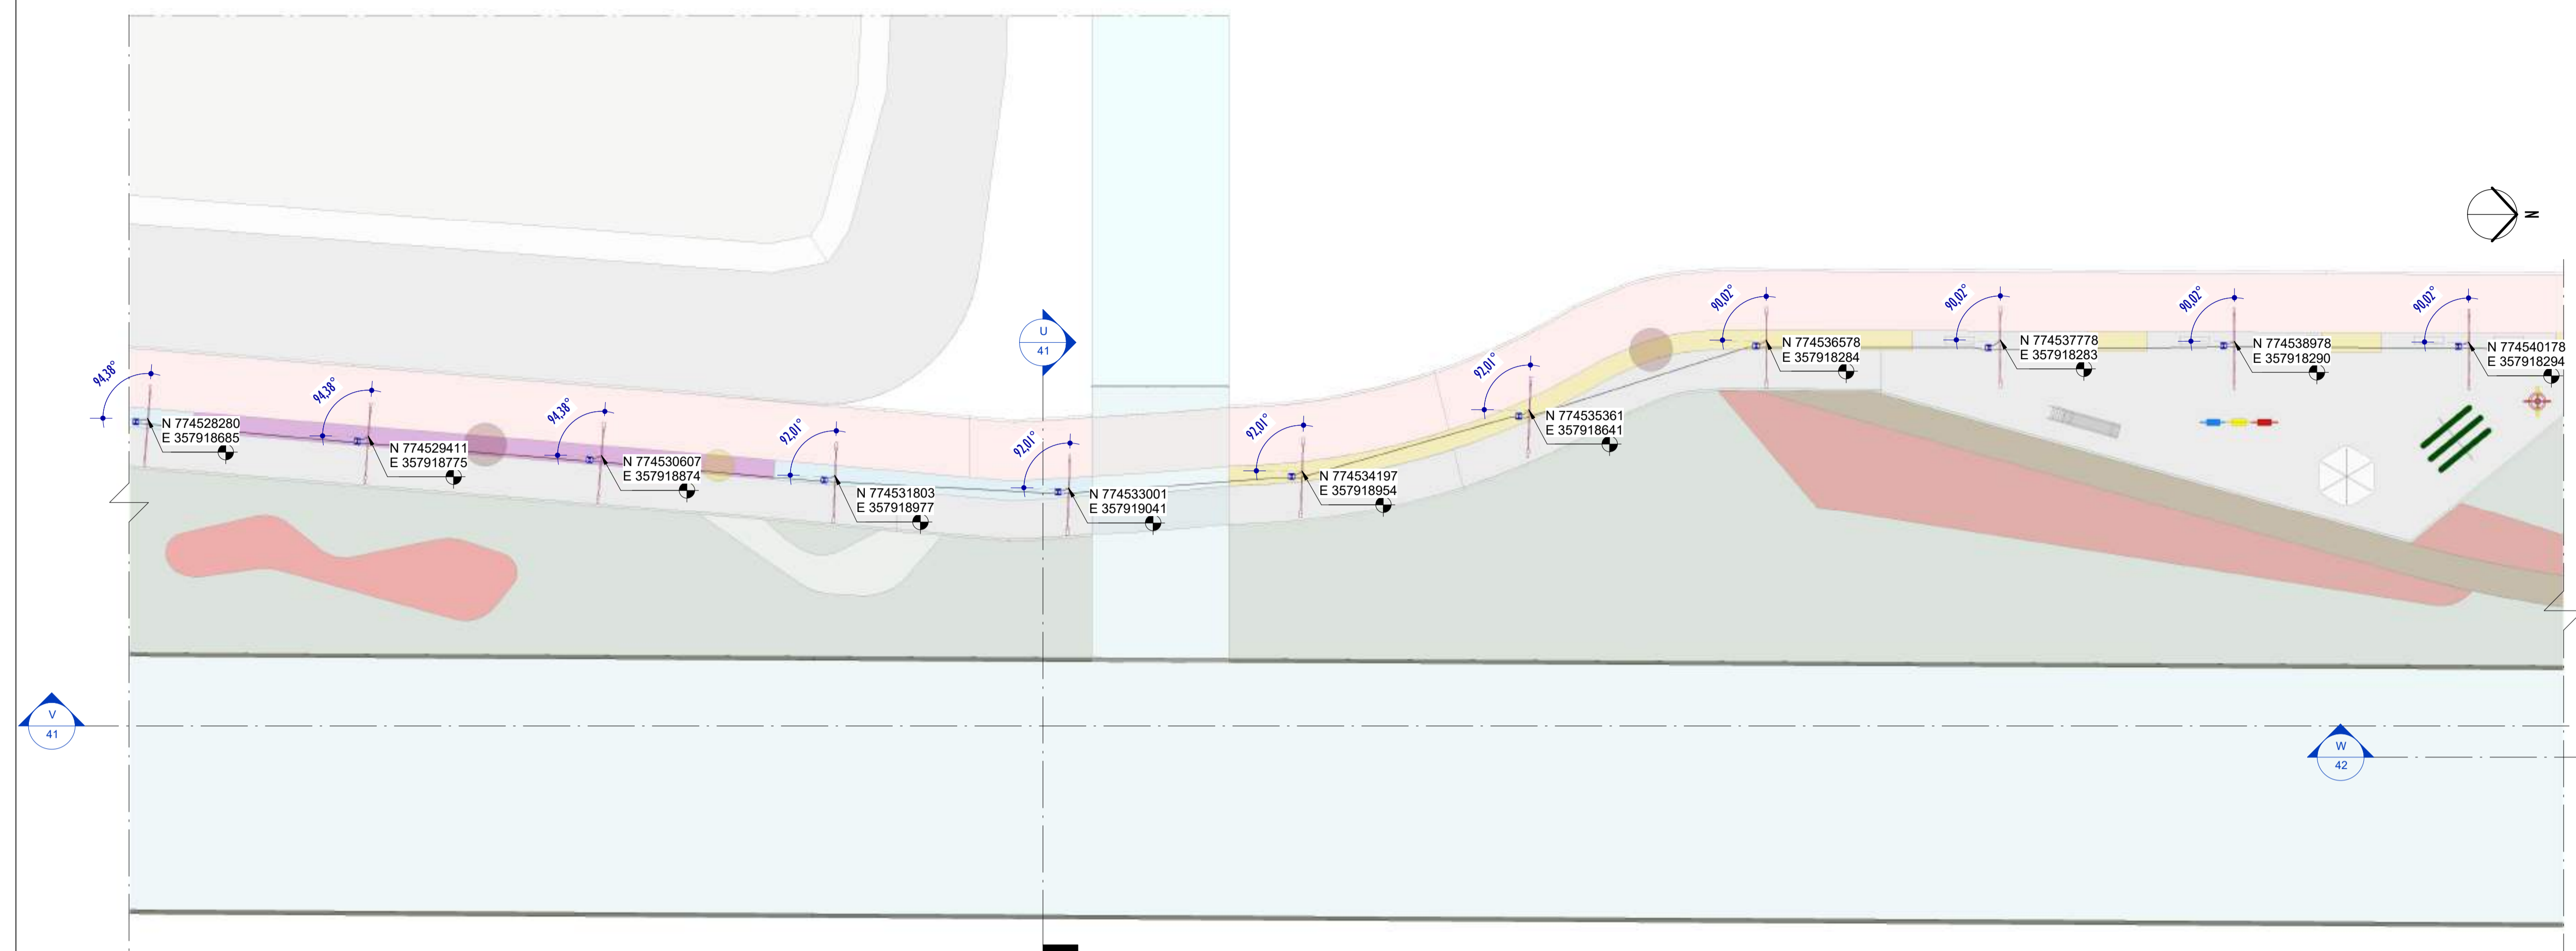 N
90,02°
90,02°
90,02°
90,02°
U
41
N 774536578
E 357918284
N 774537778
E 357918283
N 774538978
E 357918290
N 774540178
E 357918294
94,38°
94,38°
94,38°
92,01°
92,01°
92,01°
92,01°
N 774528280
E 357918685
N 774529411
E 357918775
N 774530607
E 357918874
N 774531803
E 357918977
N 774533001
E 357919041
N 774534197
E 357918954
N 774535361
E 357918641
V
41
W
42